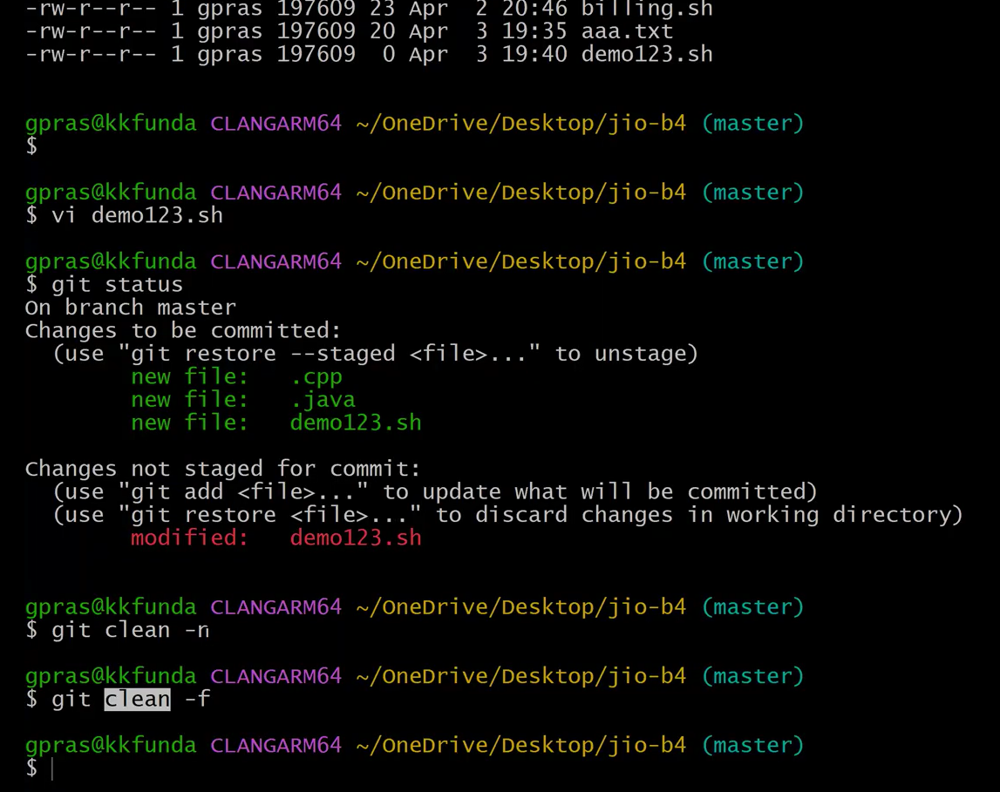 -rw-r--r-- 1 gpras 197609 23 Apr  2 20:46 billing.sh
-rw-r--r-- 1 gpras 197609 20 Apr  3 19:35 aaa.txt
-rw-r--r-- 1 gpras 197609  0 Apr  3 19:40 demo123.sh
gpras@kkfunda CLANGARM64 ~/OneDrive/Desktop/jio-b4 (master)
$
gpras@kkfunda CLANGARM64 ~/OneDrive/Desktop/jio-b4 (master)
$ vi demo123.sh
gpras@kkfunda CLANGARM64 ~/OneDrive/Desktop/jio-b4 (master)
$ git status
On branch master
Changes to be committed:
  (use "git restore --staged <file>..." to unstage)
        new file:   .cpp
        new file:   .java
        new file:   demo123.sh
Changes not staged for commit:
  (use "git add <file>..." to update what will be committed)
  (use "git restore <file>..." to discard changes in working directory)
        modified:   demo123.sh
gpras@kkfunda CLANGARM64 ~/OneDrive/Desktop/jio-b4 (master)
$ git clean -n
gpras@kkfunda CLANGARM64 ~/OneDrive/Desktop/jio-b4 (master)
$ git clean -f
gpras@kkfunda CLANGARM64 ~/OneDrive/Desktop/jio-b4 (master)
$